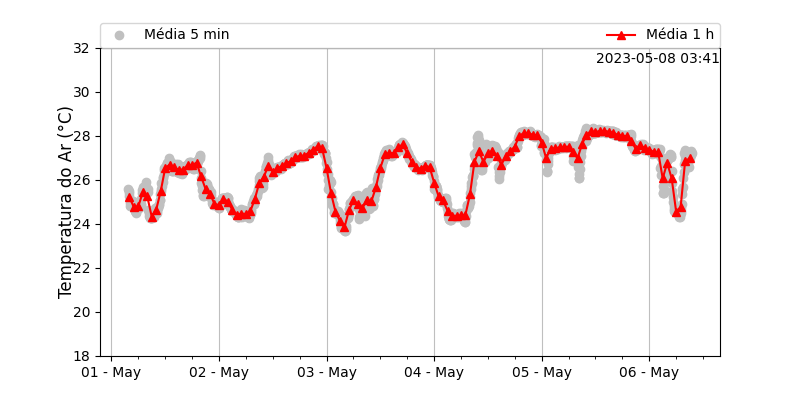 Média 5 min
Média 1 h
2023-05-08 03:41
Temperatura do Ar (°C)
32
30
28
26
24
22
20
18
01 - May
02 - May
03 - May
04 - May
05 - May
06 - May